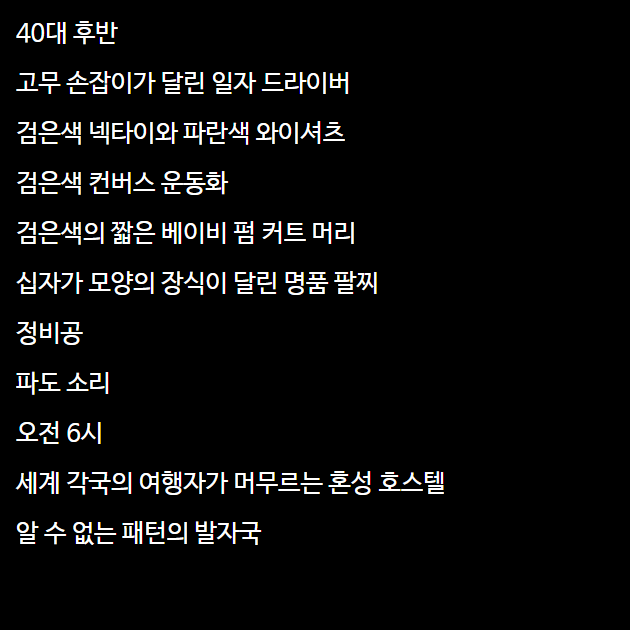 40대 후반
고무 손잡이가 달린 일자 드라이버
검은색 넥타이와 파란색 와이셔츠
검은색 컨버스 운동화
검은색의 짧은 베이비 펌 커트 머리
십자가 모양의 장식이 달린 명품 팔찌
정비공
파도 소리
오전 6시
세계 각국의 여행자가 머무르는 혼성 호스텔
알 수 없는 패턴의 발자국